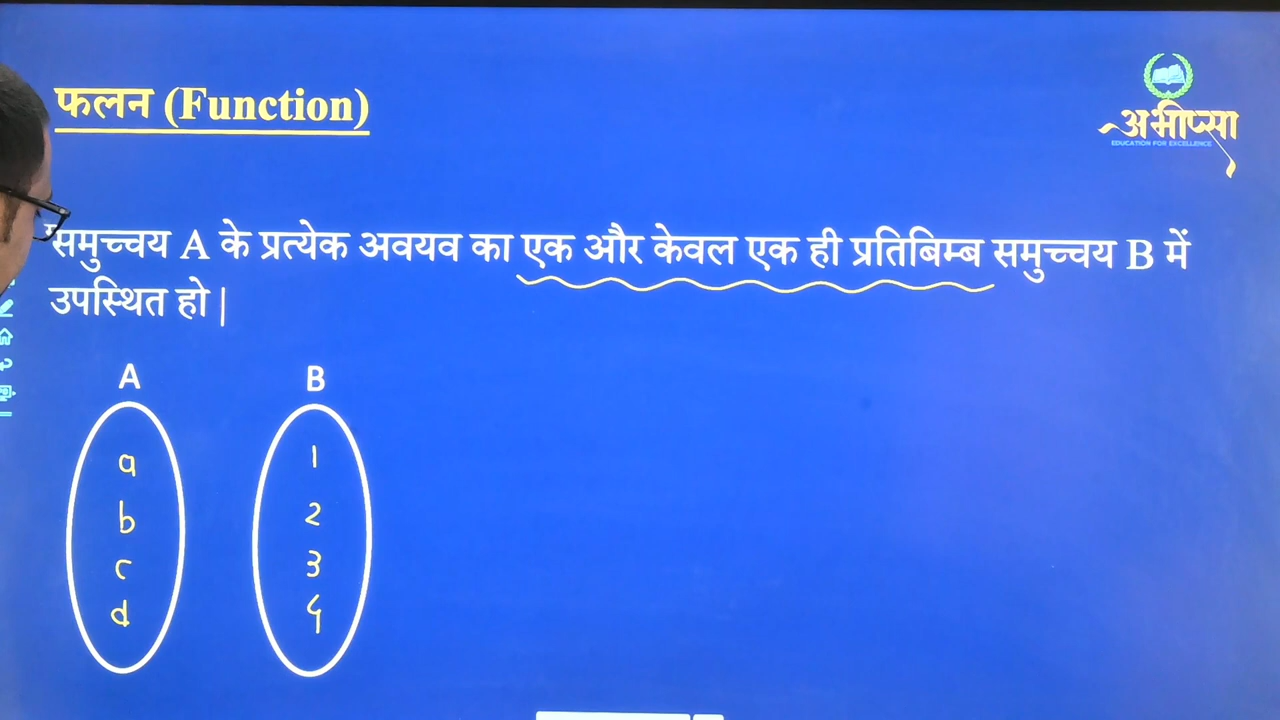 फलन (Function)
अभीप्सा
EDUCATION FOR EXCELLENCE
समुच्चय A के प्रत्येक अवयव का एक और केवल एक ही प्रतिबिम्ब समुच्चय B में
उपस्थित हो |
A B
a 1
b 2
c 3
d 4